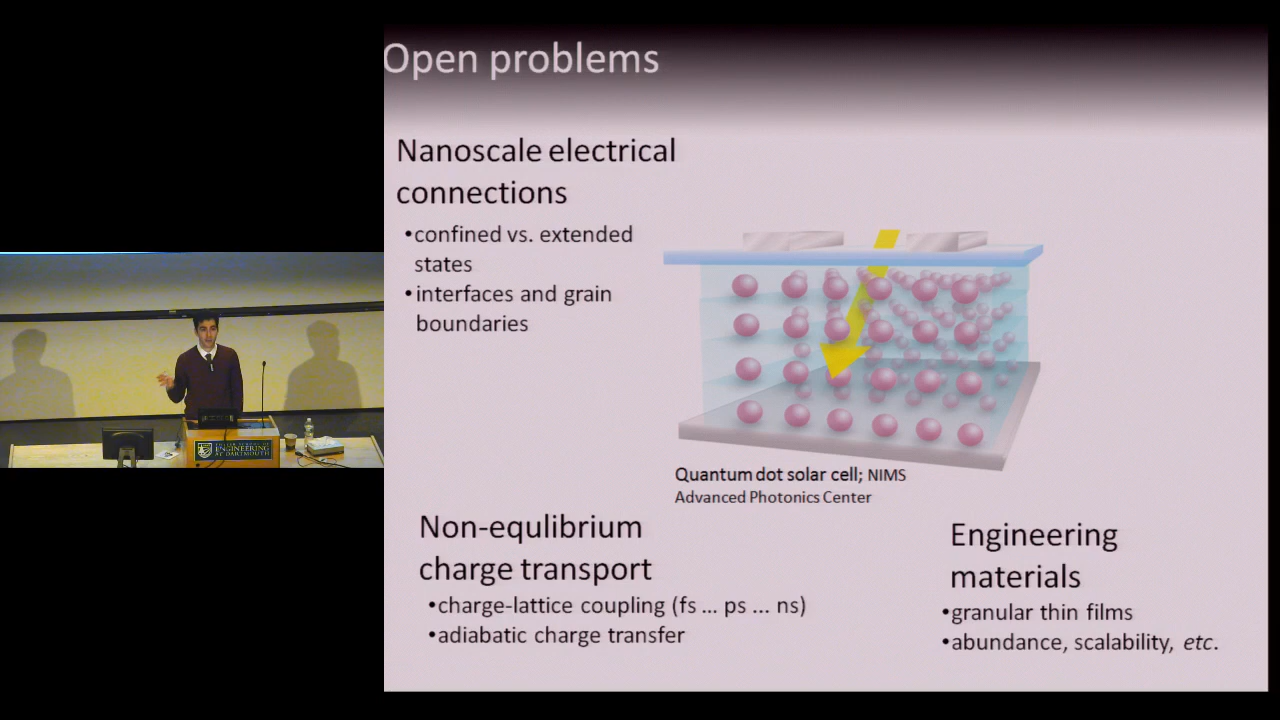 Open problems
Nanoscale electrical
connections
•confined vs. extended
states
•interfaces and grain
boundaries
Quantum dot solar cell; NIMS
Advanced Photonics Center
Non-equlibrium
charge transport
•charge-lattice coupling (fs ... ps ... ns)
•adiabatic charge transfer
Engineering
materials
•granular thin films
•abundance, scalability, etc.
ENGINEERING
AT DARTMOUTH